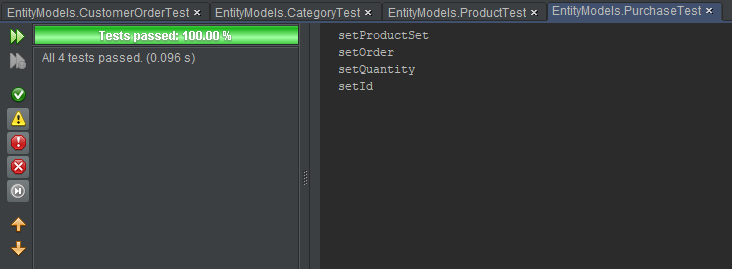 EntityModels.CustomerOrderTest × EntityModels.CategoryTest × EntityModels.ProductTest × EntityModels.PurchaseTest ×
Tests passed: 100.00 %
All 4 tests passed. (0.096 s)
setProductSet
setOrder
setQuantity
setId